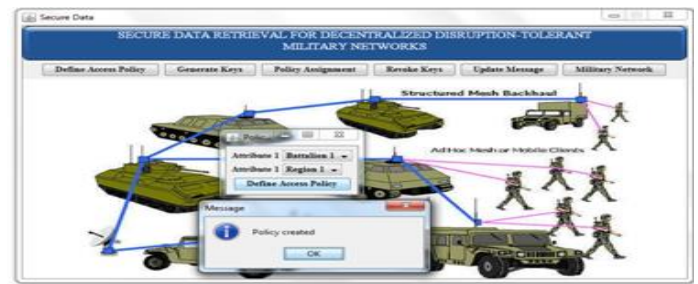 Secure Data
SECURE DATA RETRIEVAL FOR DECENTRALIZED DISRUPTION-TOLERANT
MILITARY NETWORKS
Define Access Policy Generate Keys Policy Assignment Revoke Keys Update Message Military Network
Structured Mesh Backhaul
Ad Hoc Mesh or Mobile Clients
Attribute 1 Battalion 1
Attribute 1 Region 1
Define Access Policy
Message
Policy created
OK